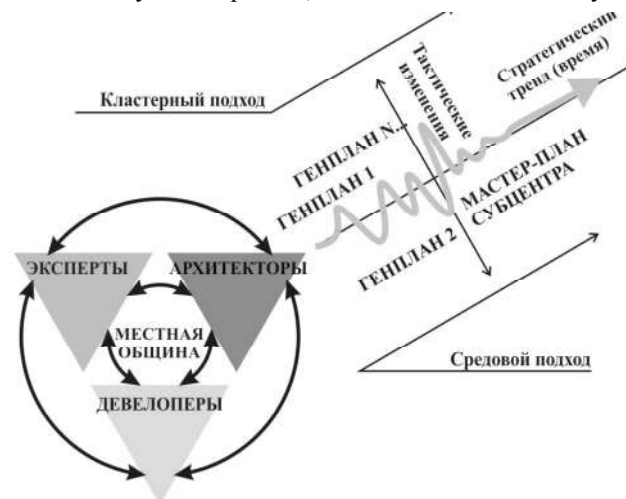 Стратегический
тренд (время)
Тактические
изменения
Кластерный подход
ГЕНПЛАН N...
ГЕНПЛАН 1
МАСТЕР-ПЛАН
СУБЦЕНТРА
ГЕНПЛАН 2
ЭКСПЕРТЫ
АРХИТЕКТОРЫ
МЕСТНАЯ
ОБЩИНА
Средовой подход
ДЕВЕЛОПЕРЫ